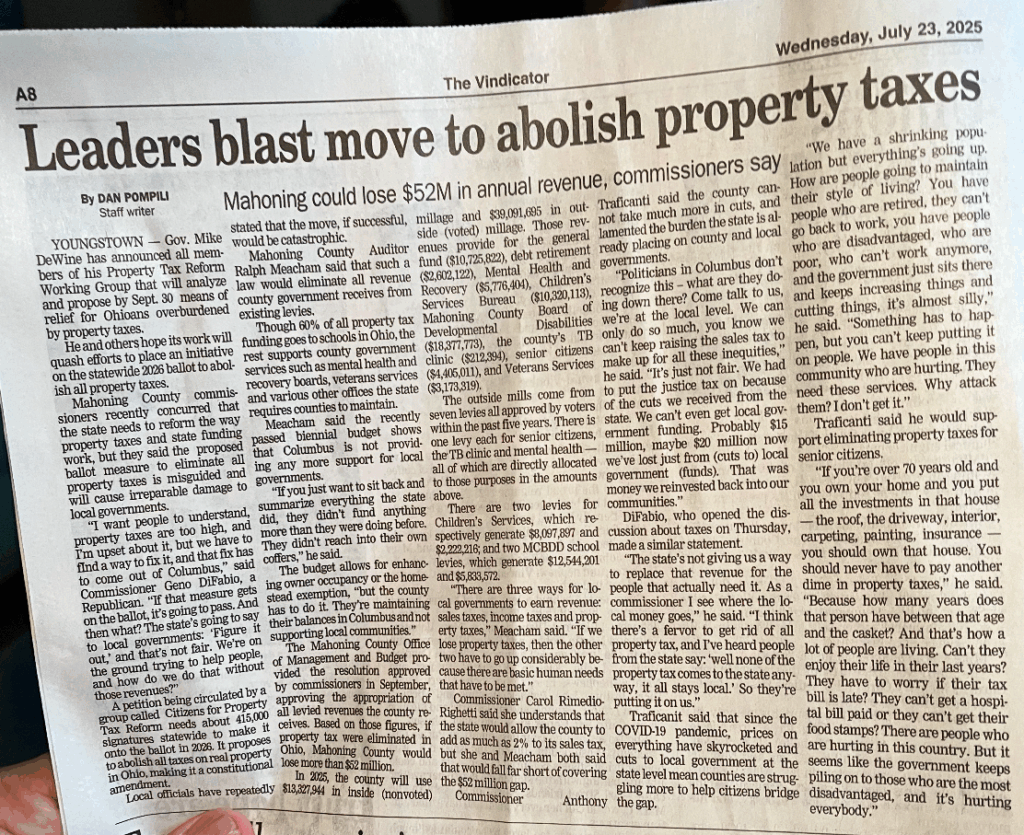 A8
The Vindicator
Wednesday, July 23, 2025
Leaders blast move to abolish property taxes
Mahoning could lose $52M in annual revenue, commissioners say
By DAN POMPILI
Staff writer
YOUNGSTOWN — Gov. Mike
DeWine has announced all mem-
bers of his Property Tax Reform
Working Group that will analyze
and propose by Sept. 30 means of
relief for Ohioans overburdened
by property taxes.
He and others hope its work will
quash efforts to place an initiative
on the statewide 2026 ballot to abol-
ish all property taxes.
Mahoning County commis-
sioners recently concurred that
the state needs to reform the way
property taxes and state funding
work, but they said the proposed
ballot measure to eliminate all
property taxes is misguided and
will cause irreparable damage to
local governments.
"I want people to understand,
property taxes are too high, and
I'm upset about it, but we have to
find a way to fix it, and that fix has
to come out of Columbus," said
Commissioner Geno DiFabio, a
Republican. "If that measure gets
on the ballot, it's going to pass. And
then what? The state's going to say
to local governments: 'Figure it
out,' and that's not fair. We're on
the ground trying to help people,
and how do we do that without
those revenues?"
A petition being circulated by a
group called Citizens for Property
Tax Reform needs about 415,000
signatures statewide to make it
onto the ballot in 2026. It proposes
to abolish all taxes on real property
in Ohio, making it a constitutional
amendment.
Local officials have repeatedly
stated that the move, if successful,
would be catastrophic.
Mahoning County Auditor
Ralph Meacham said that such a
law would eliminate all revenue
county government receives from
existing levies.
Though 60% of all property tax
funding goes to schools in Ohio, the
rest supports county government
services such as mental health and
recovery boards, veterans services
and various other offices the state
requires counties to maintain.
Meacham said the recently
passed biennial budget shows
that Columbus is not provid-
ing any more support for local
governments.
"If you just want to sit back and
summarize everything the state
did, they didn't fund anything
more than they were doing before.
They didn't reach into their own
coffers," he said.
The budget allows for enhanc-
ing owner occupancy or the home-
stead exemption, "but the county
has to do it. They're maintaining
their balances in Columbus and not
supporting local communities."
The Mahoning County Office
of Management and Budget pro-
vided the resolution approved
by commissioners in September,
approving the appropriation of
all levied revenues the county re-
ceives. Based on those figures, if
property tax were eliminated in
Ohio, Mahoning County would
lose more than $52 million.
In 2025, the county will use
$13,327,944 in inside (nonvoted)
millage and $39,091,695 in out-
side (voted) millage. Those rev-
enues provide for the general
fund ($10,725,822), debt retirement
($2,602,122), Mental Health and
Recovery ($5,776,404), Children's
Services Bureau ($10,320,113),
Mahoning County Board of
Developmental Disabilities
($18,377,773), the county's TB
clinic ($212,394), senior citizens
($4,405,011), and Veterans Services
($3,173,319).
The outside mills come from
seven levies all approved by voters
within the past five years. There is
one levy each for senior citizens,
the TB clinic and mental health —
all of which are directly allocated
to those purposes in the amounts
above.
There are two levies for
Children's Services, which re-
spectively generate $8,097,897 and
$2,222,216; and two MCBDD school
levies, which generate $12,544,201
and $5,833,572.
"There are three ways for lo-
cal governments to earn revenue:
sales taxes, income taxes and prop-
erty taxes," Meacham said. "If we
lose property taxes, then the other
two have to go up considerably be-
cause there are basic human needs
that have to be met."
Commissioner Carol Rimedio-
Righetti said she understands that
the state would allow the county to
add as much as 2% to its sales tax,
but she and Meacham both said
that would fall far short of covering
the $52 million gap.
Commissioner Anthony
Traficanti said the county can-
not take much more in cuts, and
lamented the burden the state is al-
ready placing on county and local
governments.
"Politicians in Columbus don't
recognize this – what are they do-
ing down there? Come talk to us,
we're at the local level. We can
only do so much, you know we
can't keep raising the sales tax to
make up for all these inequities,"
he said. "It's just not fair. We had
to put the justice tax on because
of the cuts we received from the
state. We can't even get local gov-
ernment funding. Probably $15
million, maybe $20 million now
we've lost just from (cuts to) local
government (funds). That was
money we reinvested back into our
communities."
DiFabio, who opened the dis-
cussion about taxes on Thursday,
made a similar statement.
"The state's not giving us a way
to replace that revenue for the
people that actually need it. As a
commissioner I see where the lo-
cal money goes," he said. "I think
there's a fervor to get rid of all
property tax, and I've heard people
from the state say: 'well none of the
property tax comes to the state any-
way, it all stays local.' So they're
putting it on us."
Traficanit said that since the
COVID-19 pandemic, prices on
everything have skyrocketed and
cuts to local government at the
state level mean counties are strug-
gling more to help citizens bridge
the gap.
"We have a shrinking popu-
lation but everything's going up.
How are people going to maintain
their style of living? You have
people who are retired, they can't
go back to work, you have people
who are disadvantaged, who are
poor, who can't work anymore,
and the government just sits there
and keeps increasing things and
cutting things, it's almost silly,"
he said. "Something has to hap-
pen, but you can't keep putting it
on people. We have people in this
community who are hurting. They
need these services. Why attack
them? I don't get it."
Traficanti said he would sup-
port eliminating property taxes for
senior citizens.
"If you're over 70 years old and
you own your home and you put
all the investments in that house
— the roof, the driveway, interior,
carpeting, painting, insurance —
you should own that house. You
should never have to pay another
dime in property taxes," he said.
"Because how many years does
that person have between that age
and the casket? And that's how a
lot of people are living. Can't they
enjoy their life in their last years?
They have to worry if their tax
bill is late? They can't get a hospi-
tal bill paid or they can't get their
food stamps? There are people who
are hurting in this country. But it
seems like the government keeps
piling on to those who are the most
disadvantaged, and it's hurting
everybody."